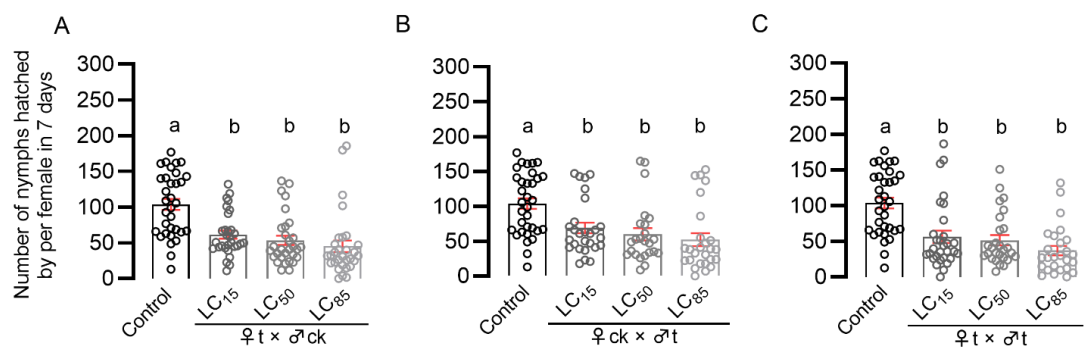 A
Number of nymphs hatched
by per female in 7 days
300
250
200
150
100
50
0
a b b b
Control LC15 LC50 LC85
♀t × ♂ck
B
300
250
200
150
100
50
0
a b b b
Control LC15 LC50 LC85
♀ck × ♂t
C
300
250
200
150
100
50
0
a b b b
Control LC15 LC50 LC85
♀t × ♂t